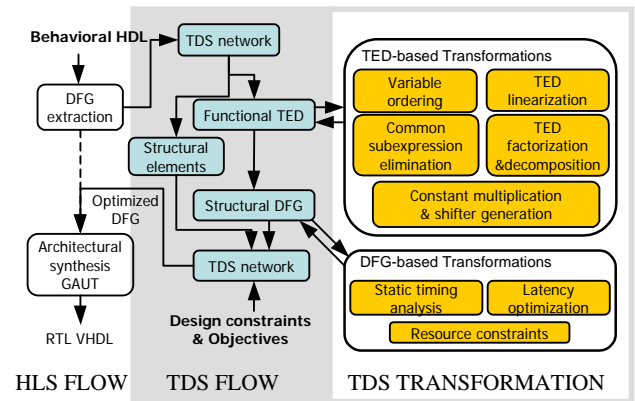 Behavioral HDL
DFG
extraction
Optimized
DFG
Architectural
synthesis
GAUT
RTL VHDL
HLS FLOW
TDS network
Functional TED
Structural
elements
Structural DFG
TDS network
Design constraints
& Objectives
TDS FLOW
TED-based Transformations
Variable
ordering
TED
linearization
Common
subexpression
elimination
TED
factorization
&decomposition
Constant multiplication
& shifter generation
DFG-based Transformations
Static timing
analysis
Latency
optimization
Resource constraints
TDS TRANSFORMATION